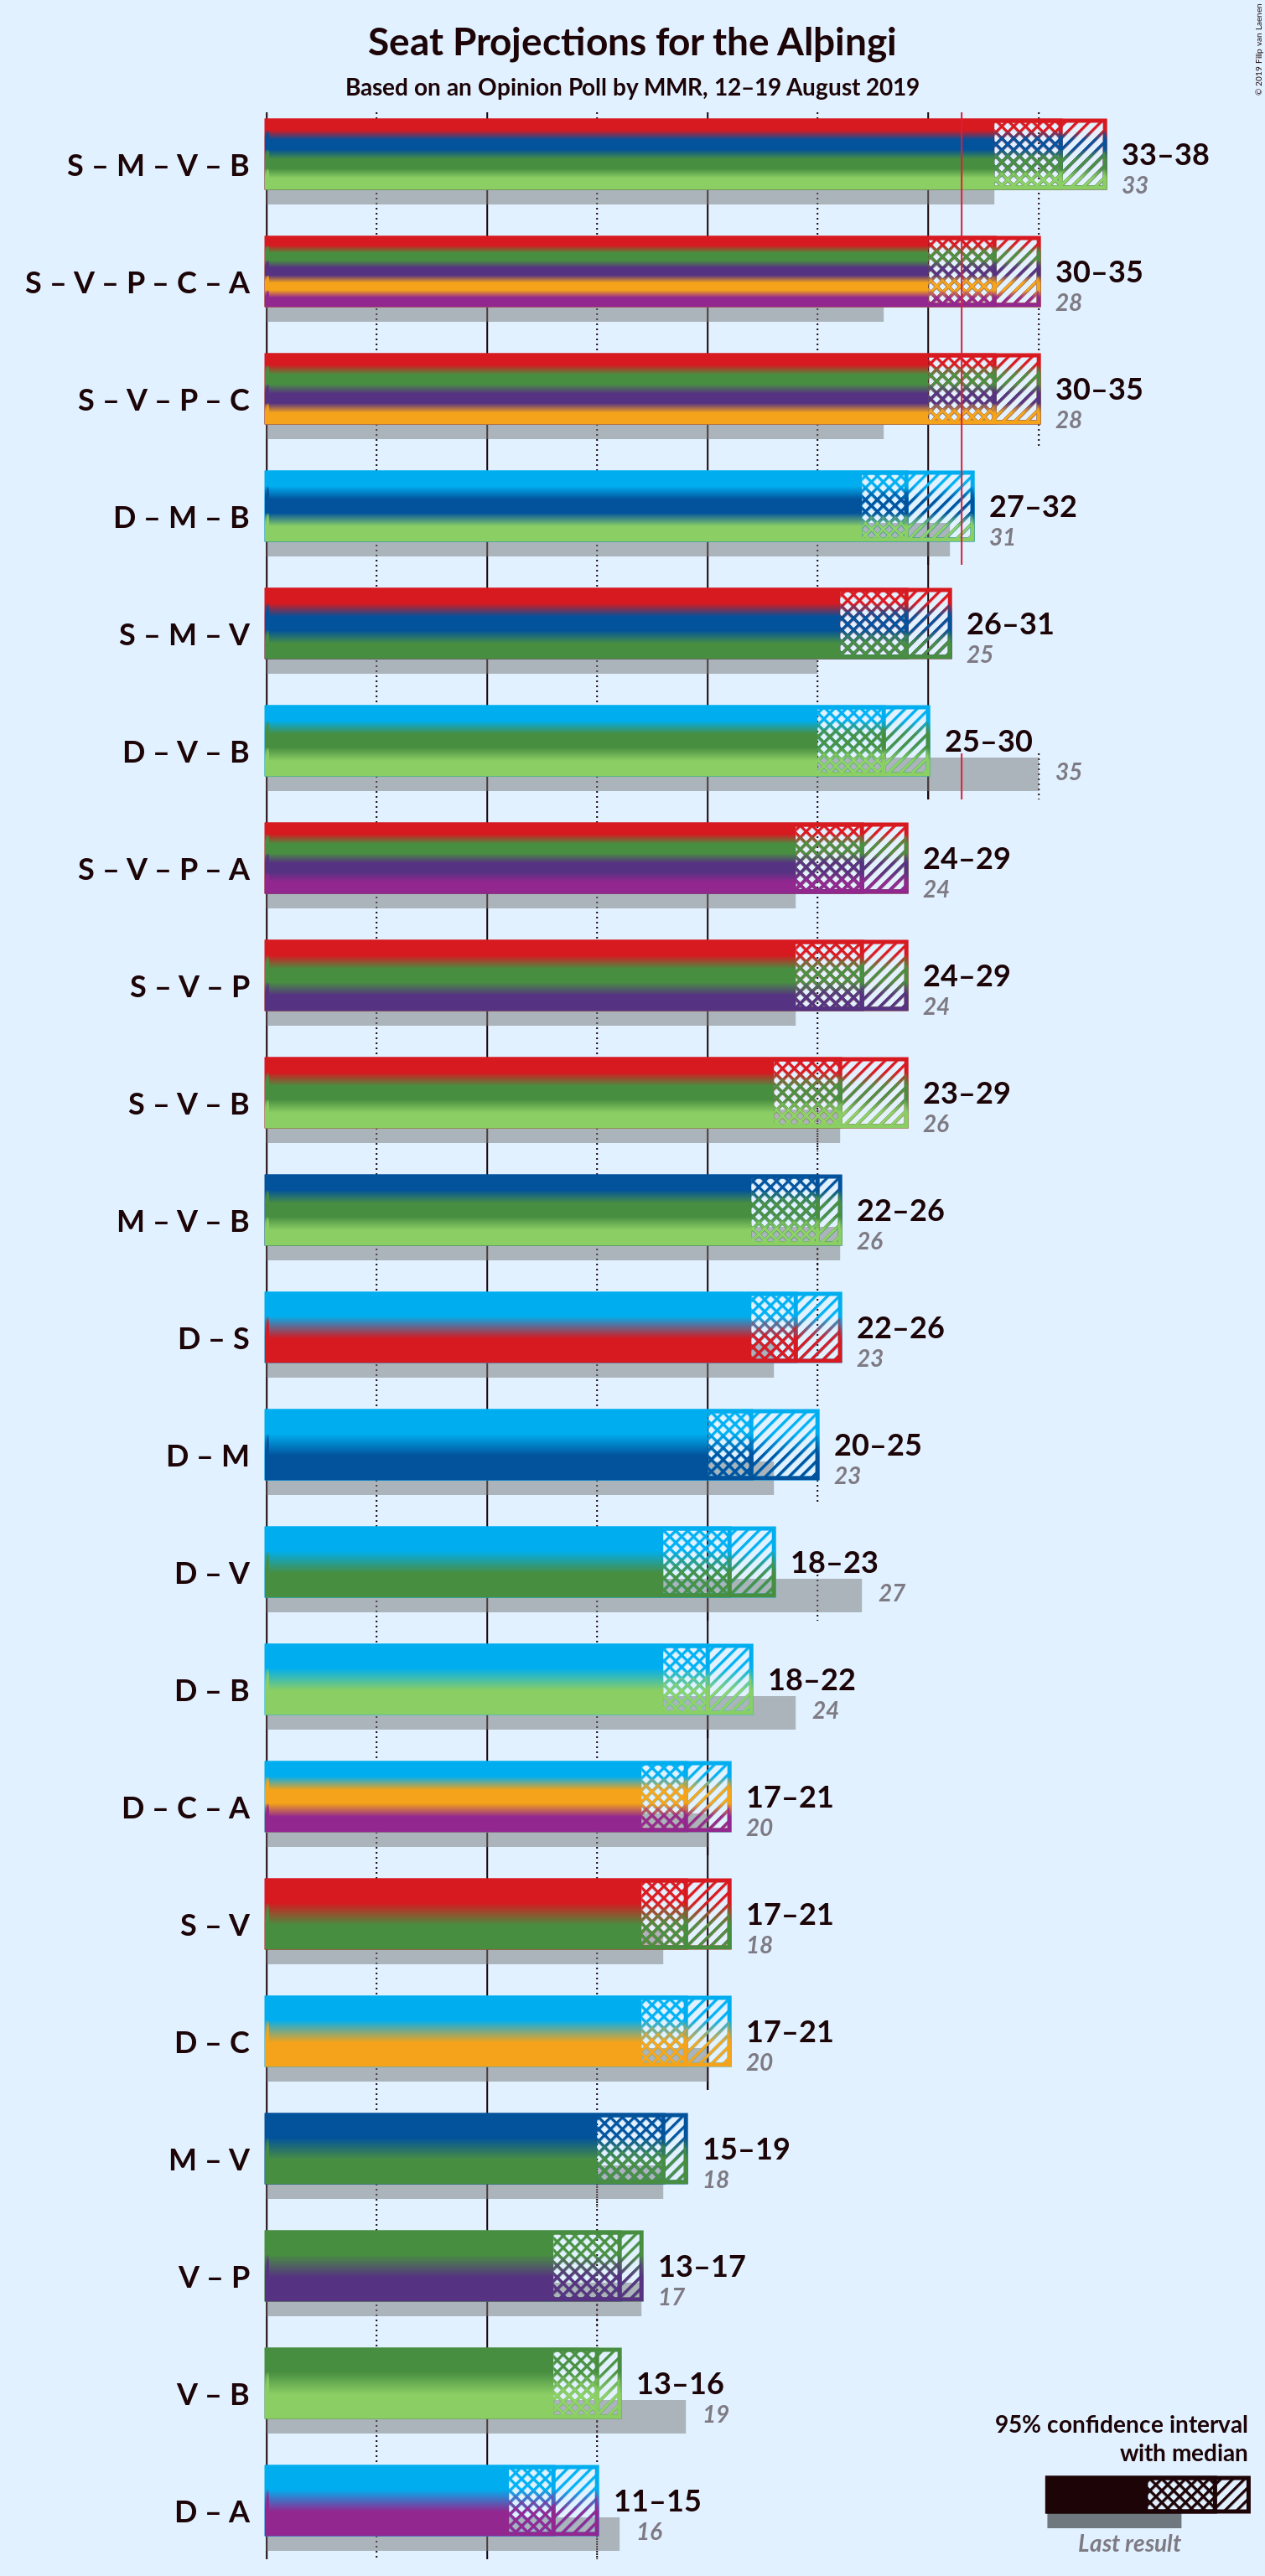 Seat Projections for the Alþingi
Based on an Opinion Poll by MMR, 12–19 August 2019
© 2019 Filip van Laenen
S – M – V – B
33–38
33
S – V – P – C – A
30–35
28
S – V – P – C
30–35
28
D – M – B
27–32
31
S – M – V
26–31
25
D – V – B
25–30
35
S – V – P – A
24–29
24
S – V – P
24–29
24
S – V – B
23–29
26
M – V – B
22–26
26
D – S
22–26
23
D – M
20–25
23
D – V
18–23
27
D – B
18–22
24
D – C – A
17–21
20
S – V
17–21
18
D – C
17–21
20
M – V
15–19
18
V – P
13–17
17
V – B
13–16
19
D – A
11–15
16
95% confidence interval
with median
Last result